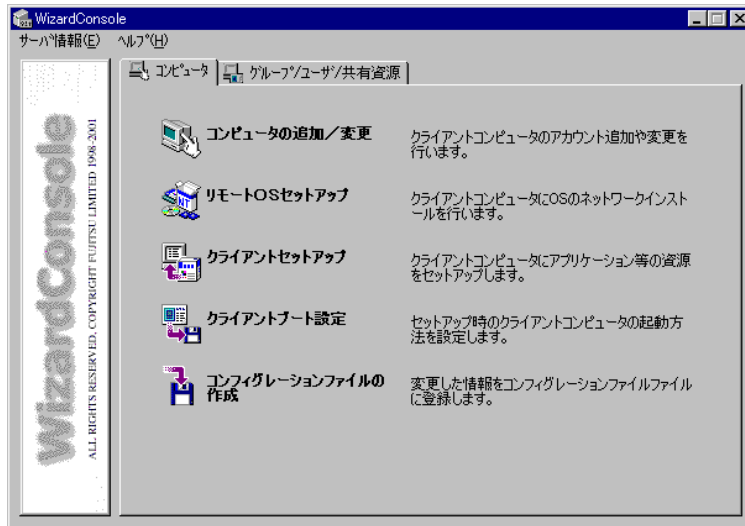 WizardConsole
サーバ情報(E) ヘルプ(H)
コンピュータ グループ/ユーザ/共有資源
WizardConsole
ALL RIGHTS RESERVED, COPYRIGHT FUJITSU LIMITED 1998-2001
コンピュータの追加／変更
クライアントコンピュータのアカウント追加や変更を
行います。
リモートOSセットアップ
クライアントコンピュータにOSのネットワークインスト
ールを行います。
クライアントセットアップ
クライアントコンピュータにアプリケーション等の資源
をセットアップします。
クライアントブート設定
セットアップ時のクライアントコンピュータの起動方
法を設定します。
コンフィグレーションファイルの
作成
変更した情報をコンフィグレーションファイルファイル
に登録します。